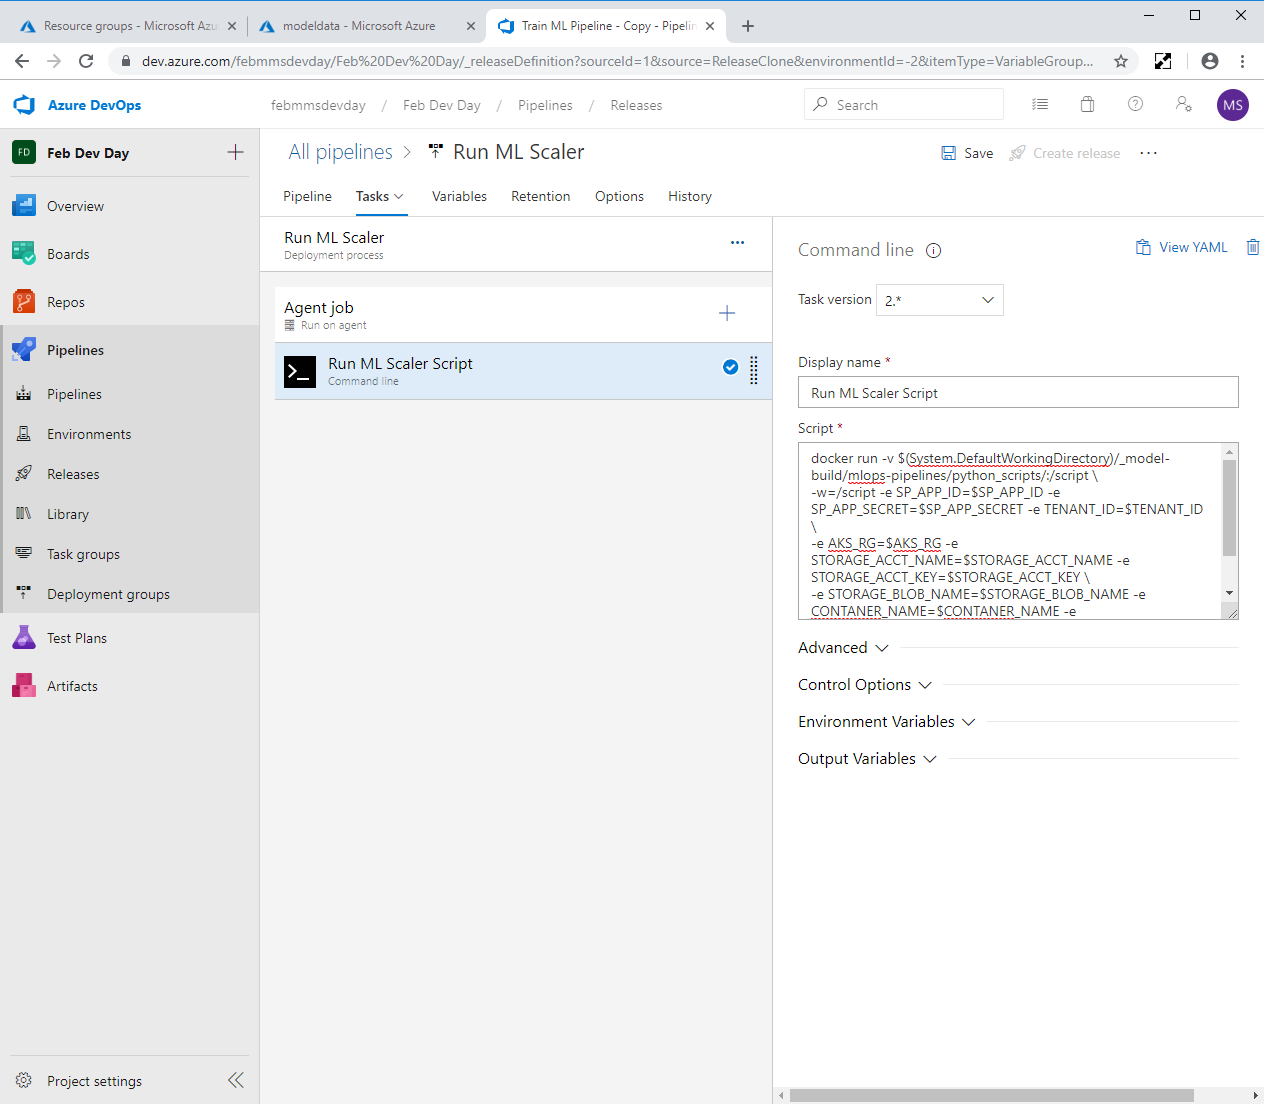 Resource groups - Microsoft Azu
modeldata - Microsoft Azure
Train ML Pipeline - Copy - Pipelin
dev.azure.com/febmmsdevday/Feb%20Dev%20Day/_releaseDefinition?sourceId=1&source=ReleaseClone&environmentId=-2&itemType=VariableGroup...
Azure DevOps
febmmsdevday / Feb Dev Day / Pipelines / Releases
Search
MS
FD Feb Dev Day
Overview
Boards
Repos
Pipelines
Pipelines
Environments
Releases
Library
Task groups
Deployment groups
Test Plans
Artifacts
Project settings
All pipelines > Run ML Scaler
Save
Create release
Pipeline
Tasks
Variables
Retention
Options
History
Run ML Scaler
Deployment process
Agent job
Run on agent
Run ML Scaler Script
Command line
Command line
View YAML
Task version
2.*
Display name *
Run ML Scaler Script
Script *
docker run -v $(System.DefaultWorkingDirectory)/_model-
build/mlops-pipelines/python_scripts/:/script \
-w=/script -e SP_APP_ID=$SP_APP_ID -e
SP_APP_SECRET=$SP_APP_SECRET -e TENANT_ID=$TENANT_ID
\
-e AKS_RG=$AKS_RG -e
STORAGE_ACCT_NAME=$STORAGE_ACCT_NAME -e
STORAGE_ACCT_KEY=$STORAGE_ACCT_KEY \
-e STORAGE_BLOB_NAME=$STORAGE_BLOB_NAME -e
CONTANER_NAME=$CONTANER_NAME -e
Advanced
Control Options
Environment Variables
Output Variables